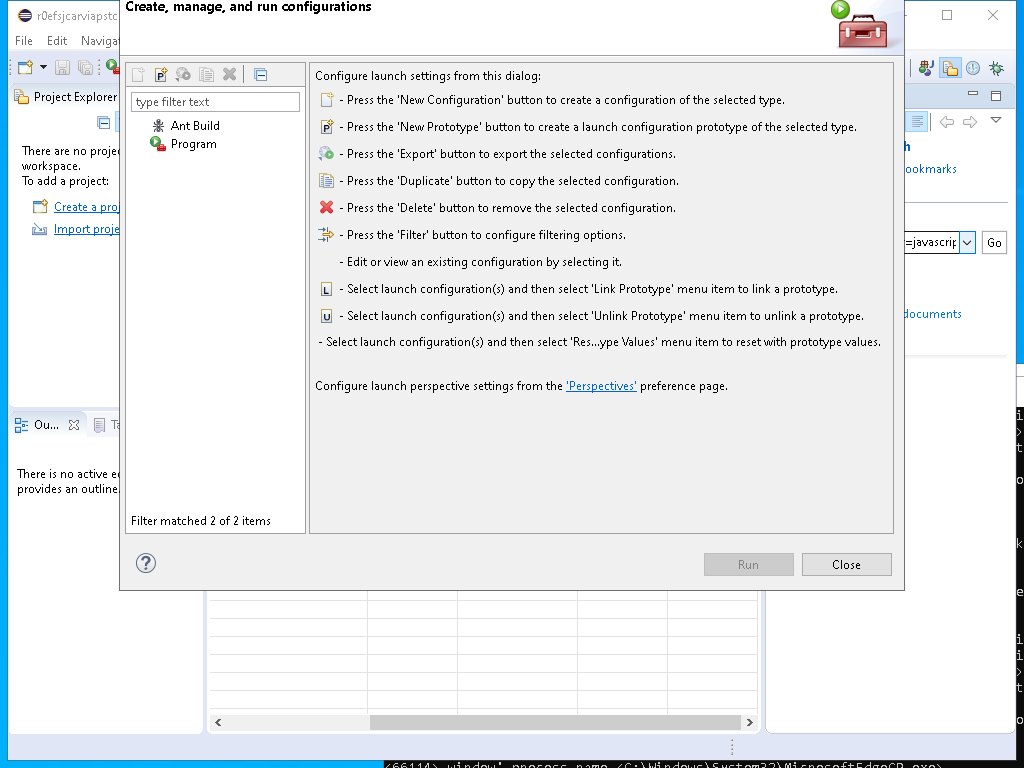 Create, manage, and run configurations
r0efsjcarviapstc
File Edit Navigat
Project Explorer
type filter text
Ant Build
Program
Filter matched 2 of 2 items
Configure launch settings from this dialog:
- Press the 'New Configuration' button to create a configuration of the selected type.
- Press the 'New Prototype' button to create a launch configuration prototype of the selected type.
- Press the 'Export' button to export the selected configurations.
- Press the 'Duplicate' button to copy the selected configuration.
- Press the 'Delete' button to remove the selected configuration.
- Press the 'Filter' button to configure filtering options.
- Edit or view an existing configuration by selecting it.
L - Select launch configuration(s) and then select 'Link Prototype' menu item to link a prototype.
U - Select launch configuration(s) and then select 'Unlink Prototype' menu item to unlink a prototype.
- Select launch configuration(s) and then select 'Res...ype Values' menu item to reset with prototype values.
Configure launch perspective settings from the 'Perspectives' preference page.
Run
Close
There are no proje
workspace.
To add a project:
Create a proj
Import proje
Ou...
Ta
There is no active e
provides an outline.
h
ookmarks
=javascrip
Go
documents
<66114> window' process name <C:\Windows\System32\MicrosoftEdgeCP.exe>